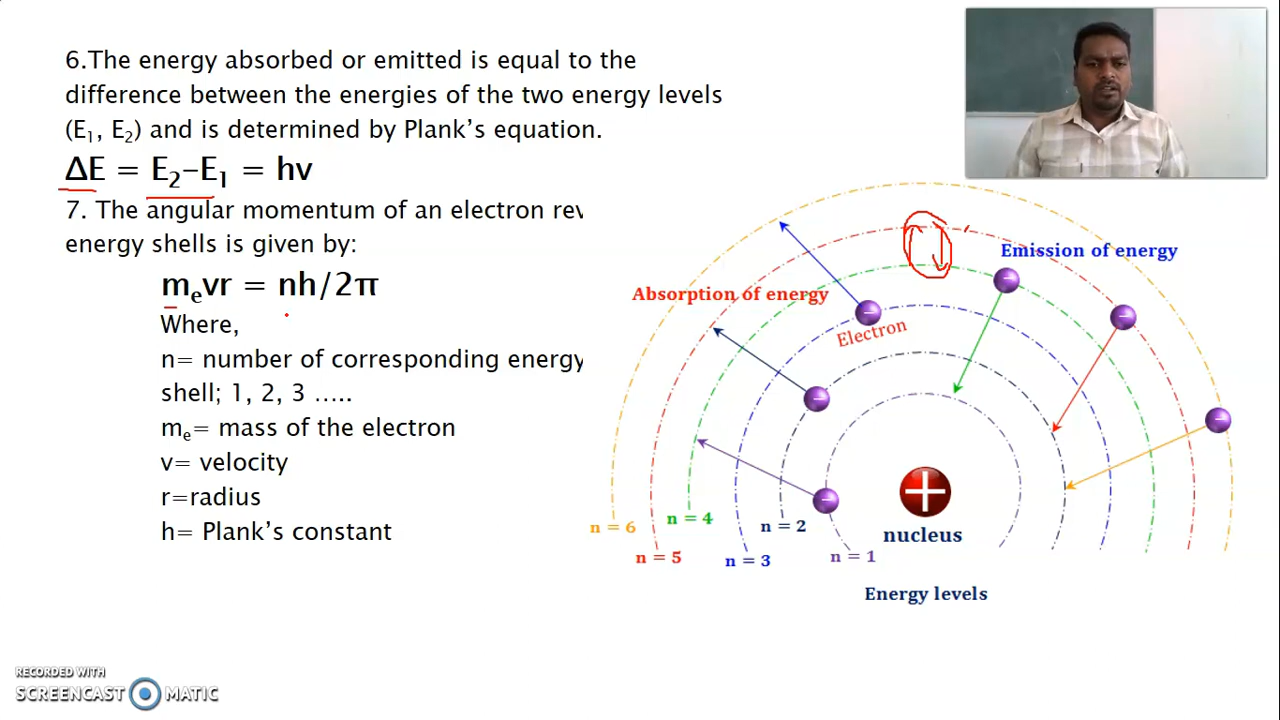 6.The energy absorbed or emitted is equal to the
difference between the energies of the two energy levels
(E₁, E₂) and is determined by Plank's equation.
ΔE = E₂-E₁ = hv
7. The angular momentum of an electron rev
energy shells is given by:
mₑvr = nh/2π
Where,
n= number of corresponding energy
shell; 1, 2, 3 .....
mₑ= mass of the electron
v= velocity
r=radius
h= Plank's constant
Emission of energy
Absorption of energy
Electron
n = 6
n = 5
n = 4
n = 3
n = 2
n = 1
nucleus
Energy levels
RECORDED WITH
SCREENCAST MATIC